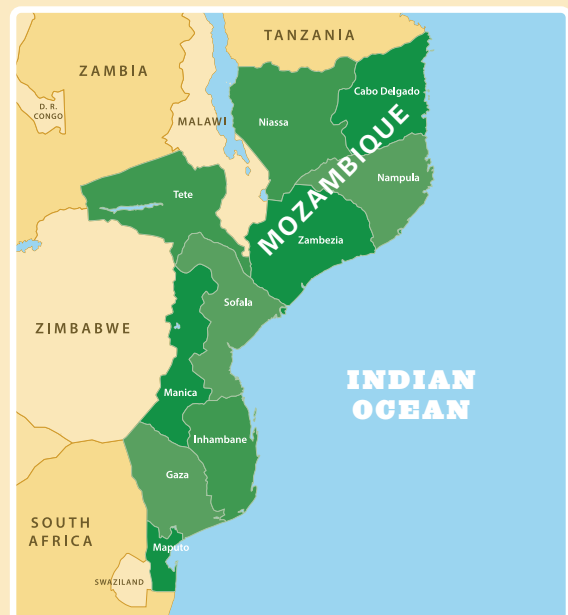 TANZANIA
ZAMBIA
Cabo Delgado
D. R.
CONGO
MALAWI
Niassa
MOZAMBIQUE
Nampula
Tete
Zambezia
Sofala
ZIMBABWE
INDIAN
OCEAN
Manica
Inhambane
Gaza
SOUTH
AFRICA
Maputo
SWAZILAND